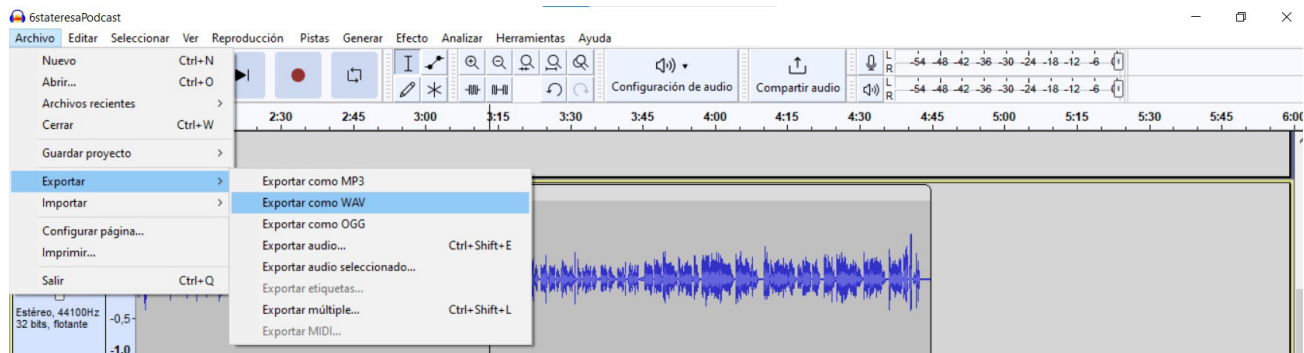 6stateresaPodcast
Archivo Editar Seleccionar Ver Reproducción Pistas Generar Efecto Analizar Herramientas Ayuda
Nuevo Ctrl+N
Abrir... Ctrl+O
Archivos recientes
Cerrar Ctrl+W
Guardar proyecto
Exportar
Importar
Configurar página...
Imprimir...
Salir Ctrl+Q
Exportar como MP3
Exportar como WAV
Exportar como OGG
Exportar audio... Ctrl+Shift+E
Exportar audio seleccionado...
Exportar etiquetas...
Exportar múltiple... Ctrl+Shift+L
Exportar MIDI...
Configuración de audio
Compartir audio
L
R
-54 -48 -42 -36 -30 -24 -18 -12 -6
L
R
-54 -48 -42 -36 -30 -24 -18 -12 -6
2:30 2:45 3:00 3:15 3:30 3:45 4:00 4:15 4:30 4:45 5:00 5:15 5:30 5:45 6:00
Estéreo, 44100Hz
32 bits, flotante
-0,5-
-1,0